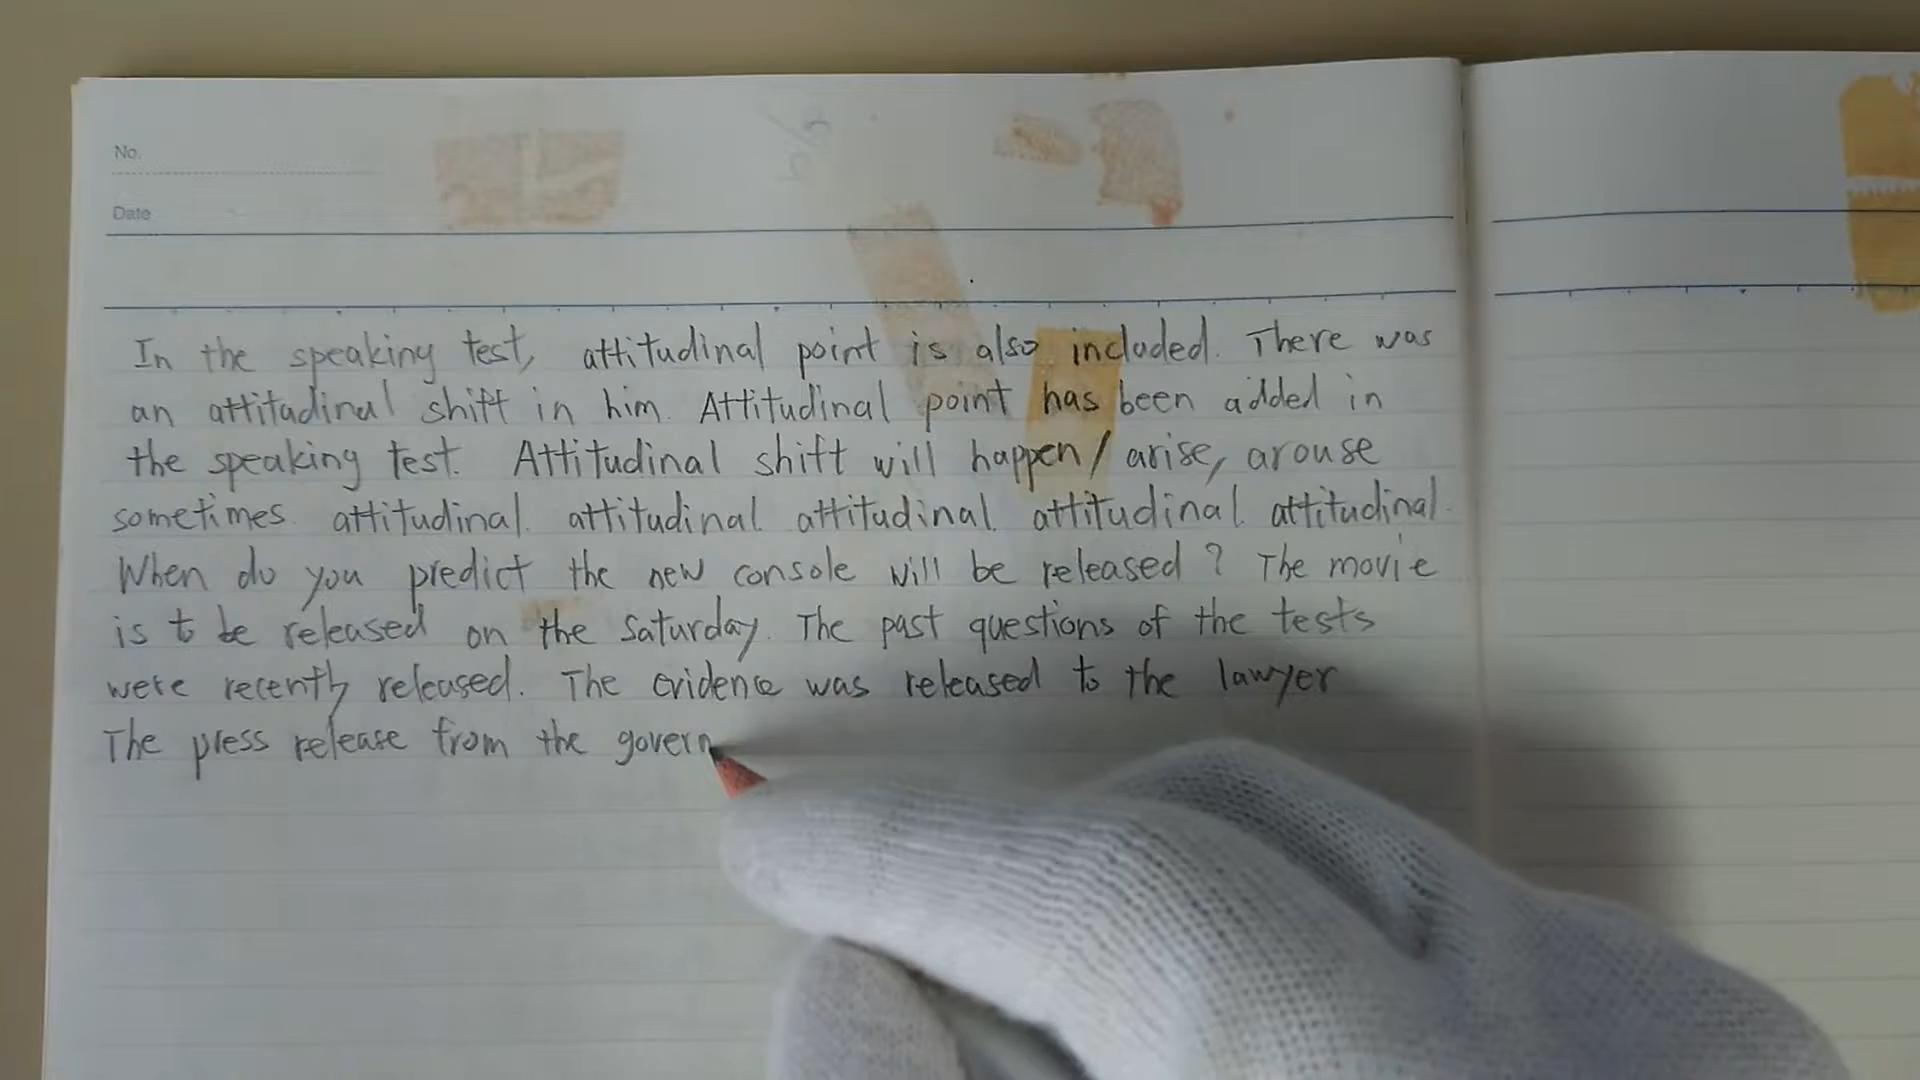 No.
Date
In the speaking test, attitudinal point is also included. There was
an attitudinal shift in him. Attitudinal point has been added in
the speaking test. Attitudinal shift will happen/ arise, arouse
sometimes. attitudinal. attitudinal. attitudinal. attitudinal. attitudinal.
When do you predict the new console will be released? The movie
is to be released on the Saturday. The past questions of the tests
were recently released. The evidence was released to the lawyer
The press release from the govern